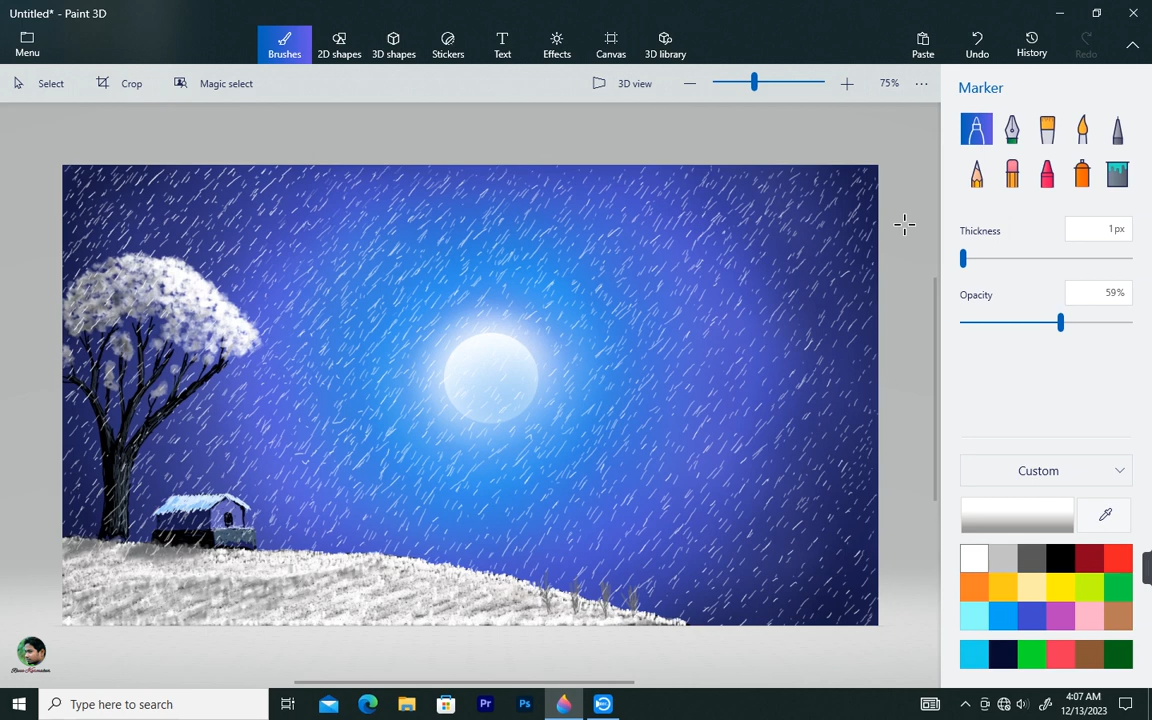 Untitled* - Paint 3D
Menu
Brushes
2D shapes
3D shapes
Stickers
Text
Effects
Canvas
3D library
Paste
Undo
History
Redo
Select
Crop
Magic select
3D view
75%
Marker
Thickness
1px
Opacity
59%
Custom
Type here to search
Pr
Ps
4:07 AM
12/13/2023